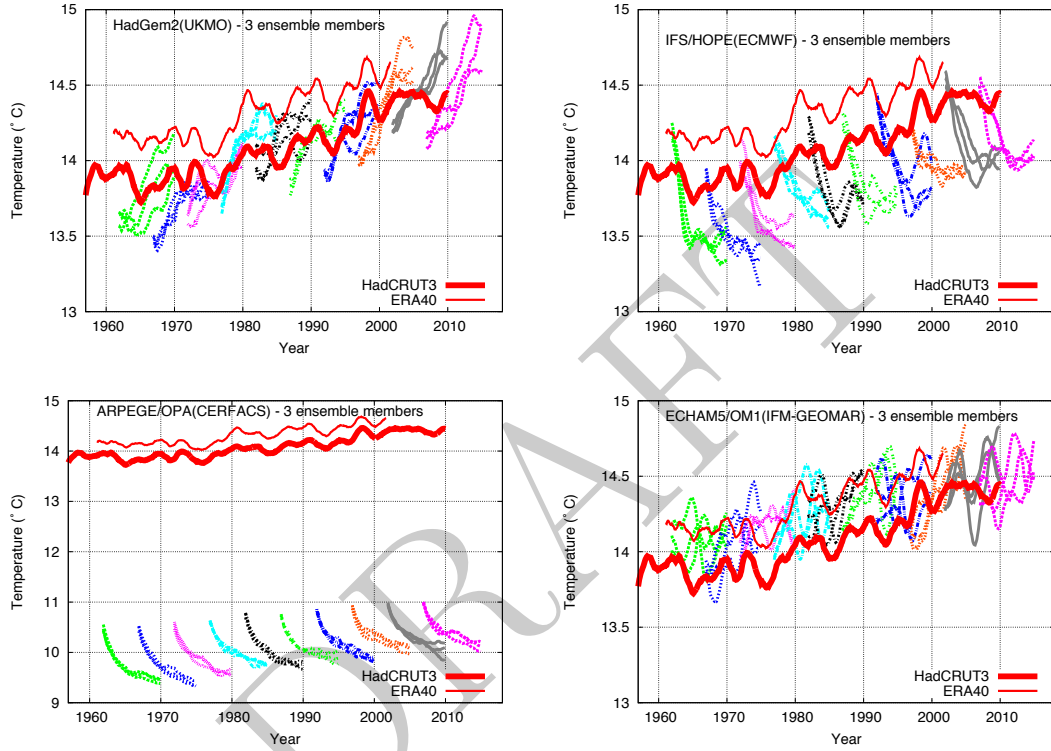 HadGem2(UKMO) - 3 ensemble members
15
14.5
14
13.5
13
Temperature (° C)
HadCRUT3
ERA40
1960 1970 1980 1990 2000 2010
Year
IFS/HOPE(ECMWF) - 3 ensemble members
15
14.5
14
13.5
13
Temperature (° C)
HadCRUT3
ERA40
1960 1970 1980 1990 2000 2010
Year
ARPEGE/OPA(CERFACS) - 3 ensemble members
15
14
13
12
11
10
9
Temperature (° C)
HadCRUT3
ERA40
1960 1970 1980 1990 2000 2010
Year
ECHAM5/OM1(IFM-GEOMAR) - 3 ensemble members
15
14.5
14
13.5
13
Temperature (° C)
HadCRUT3
ERA40
1960 1970 1980 1990 2000 2010
Year
DRAFT